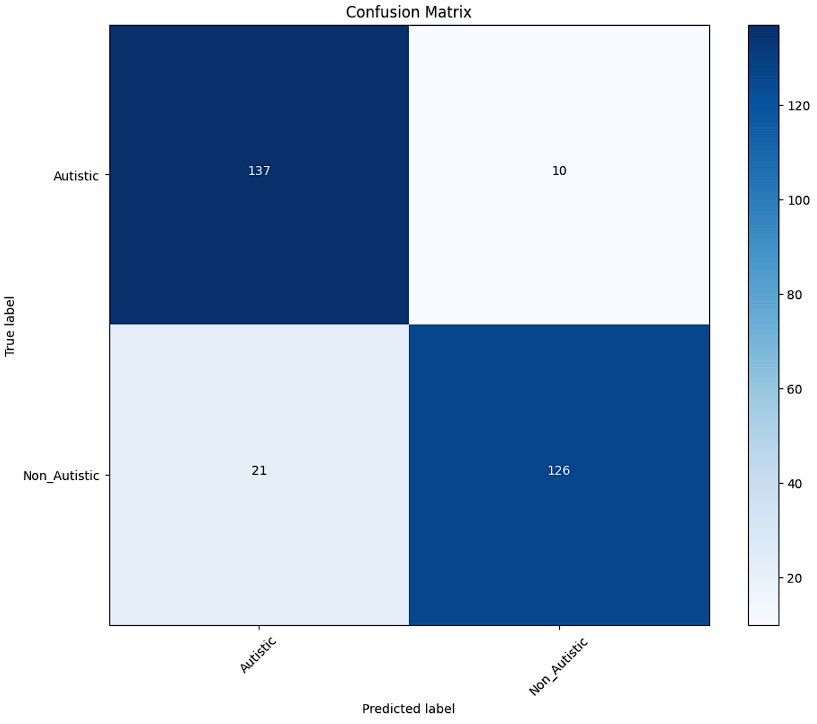 Confusion Matrix
Autistic
137
10
Non_Autistic
21
126
True label
Autistic
Non_Autistic
Predicted label
120
100
80
60
40
20